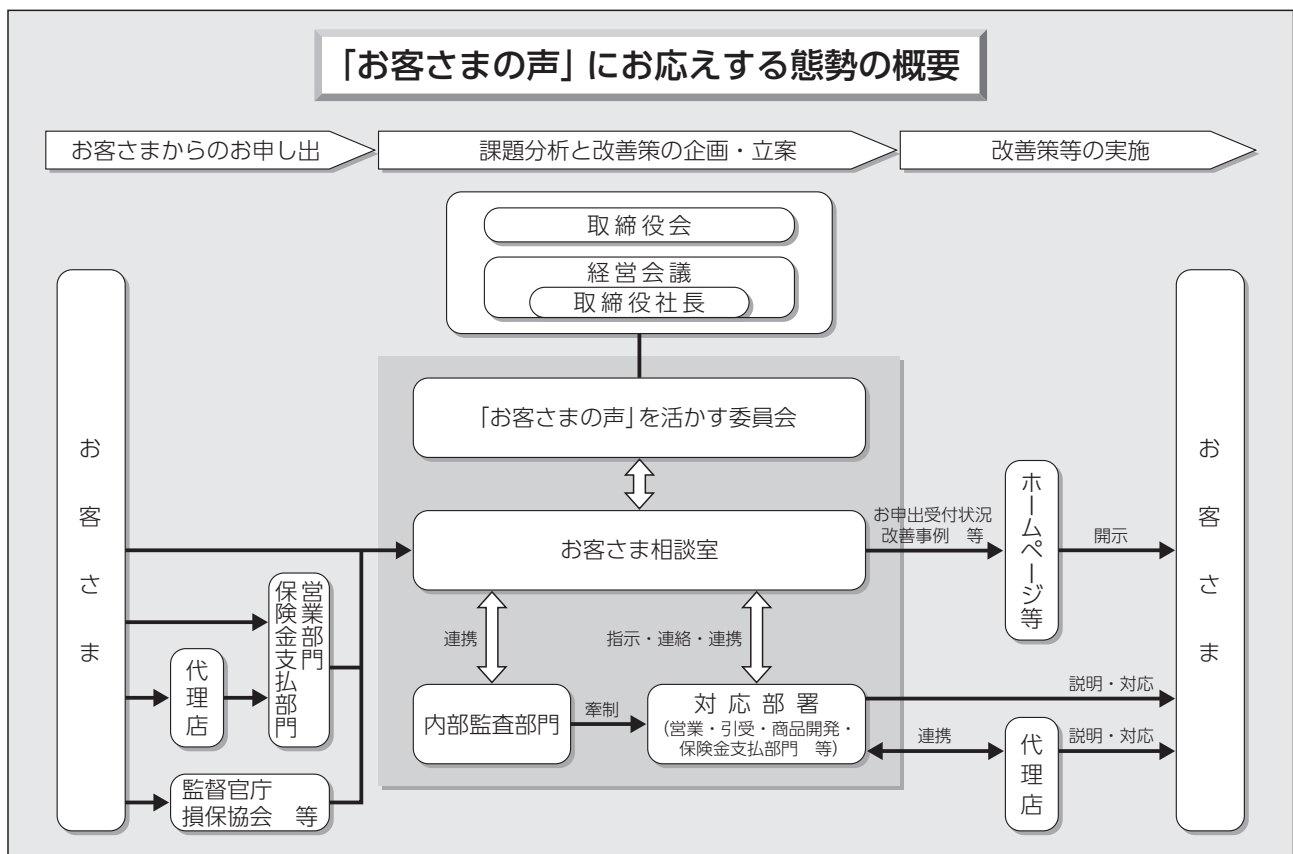 「お客さまの声」にお応えする態勢の概要
お客さまからのお申し出
課題分析と改善策の企画・立案
改善策等の実施
取締役会
経営会議
取締役社長
「お客さまの声」を活かす委員会
お客さま
お客さま相談室
お申出受付状況
改善事例　等
ホームページ等
開示
お客さま
営業部門
保険金支払部門
代理店
連携
指示・連絡・連携
内部監査部門
牽制
対応部署
(営業・引受・商品開発・
保険金支払部門　等)
説明・対応
連携
代理店
説明・対応
監督官庁
損保協会　等